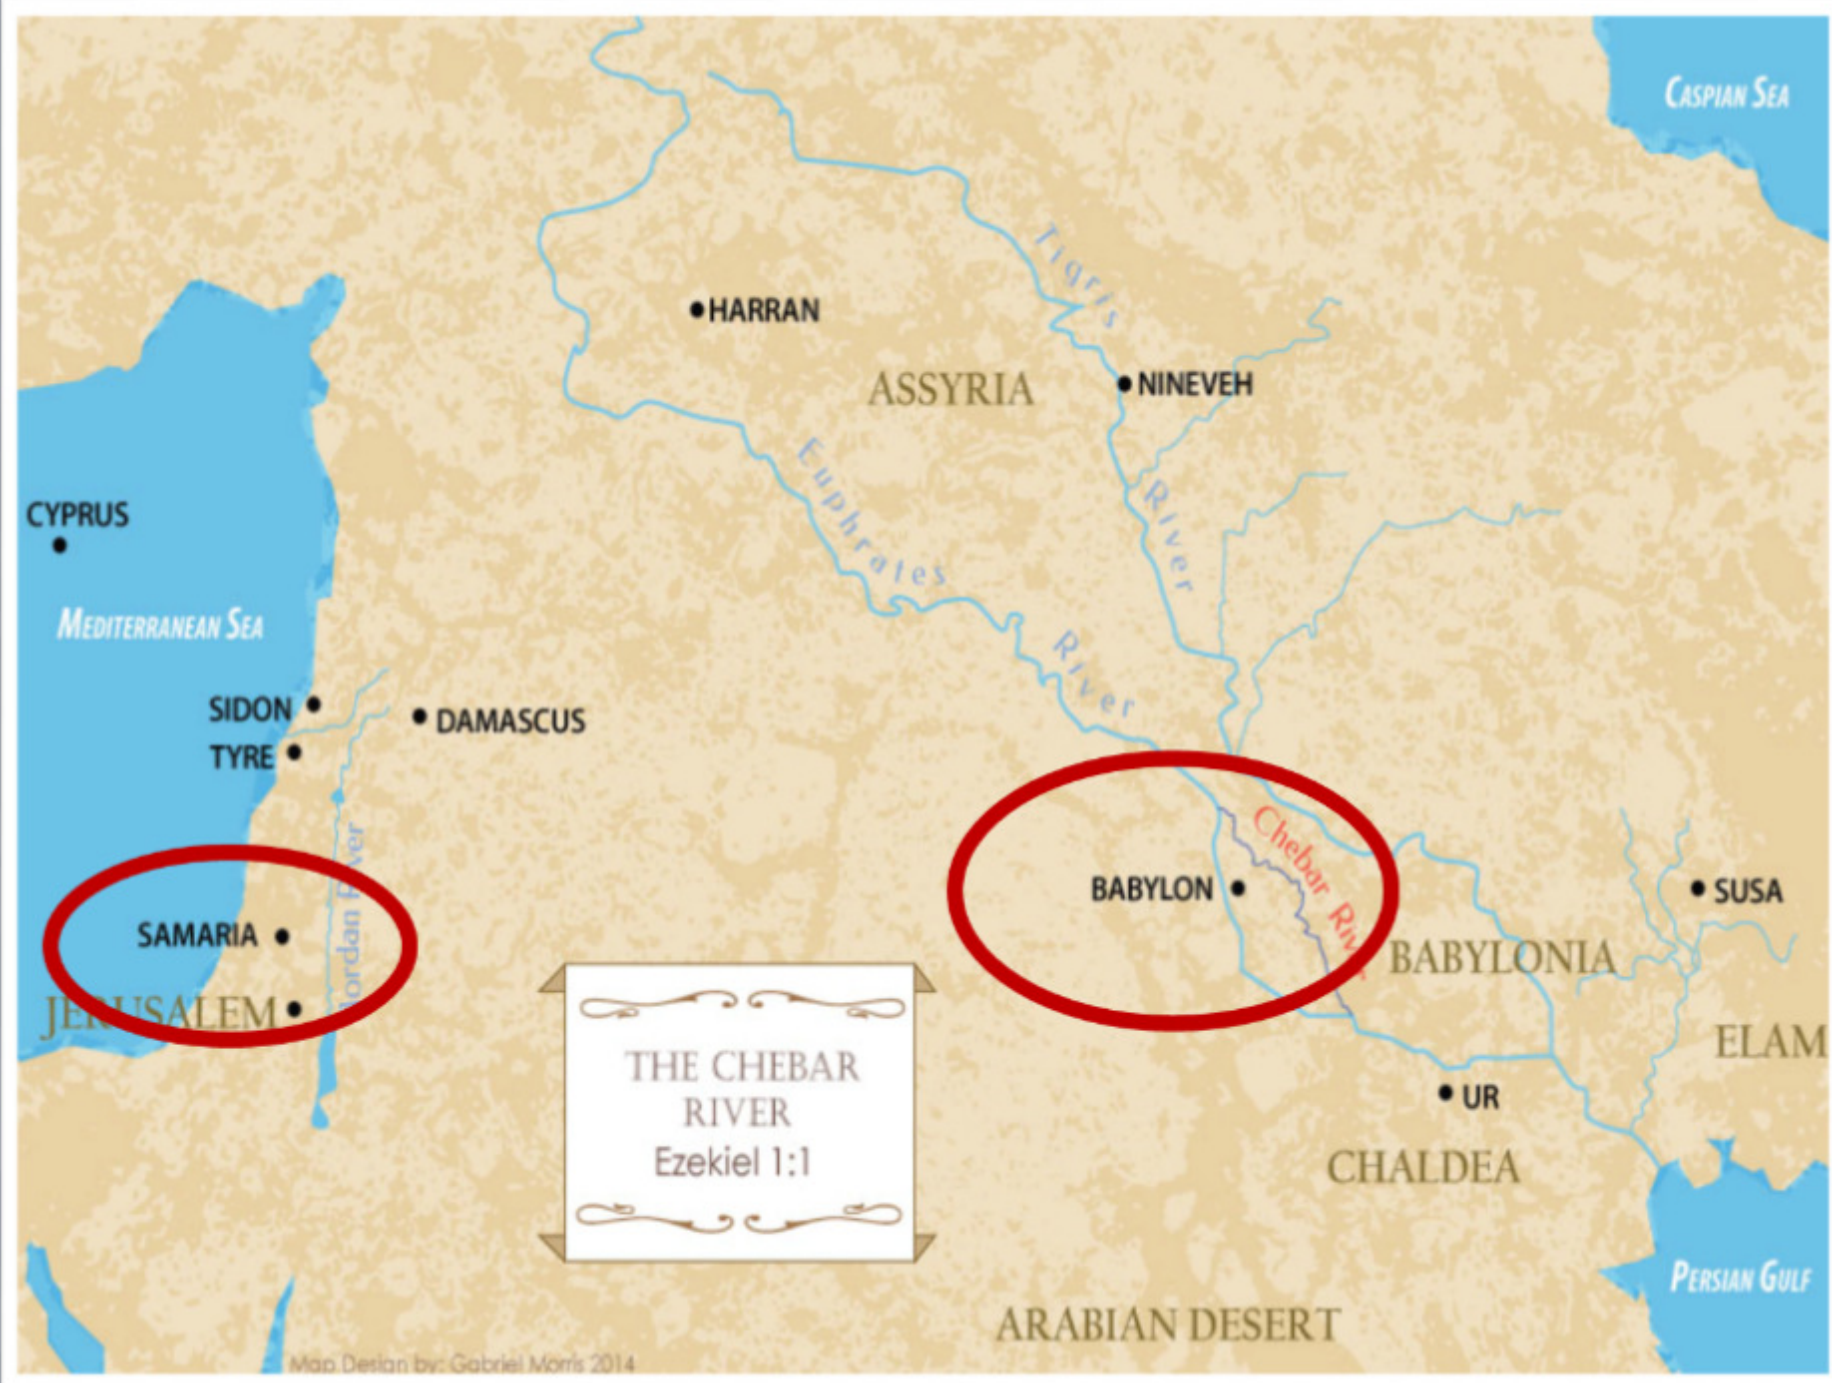 CASPIAN SEA
Tigris River
HARRAN
ASSYRIA
NINEVEH
Euphrates River
CYPRUS
MEDITERRANEAN SEA
SIDON
DAMASCUS
TYRE
Jordan River
Chebar River
BABYLON
SUSA
SAMARIA
BABYLONIA
JERUSALEM
ELAM
THE CHEBAR
RIVER
Ezekiel 1:1
UR
CHALDEA
PERSIAN GULF
ARABIAN DESERT
Map Design by: Gabriel Morris 2014